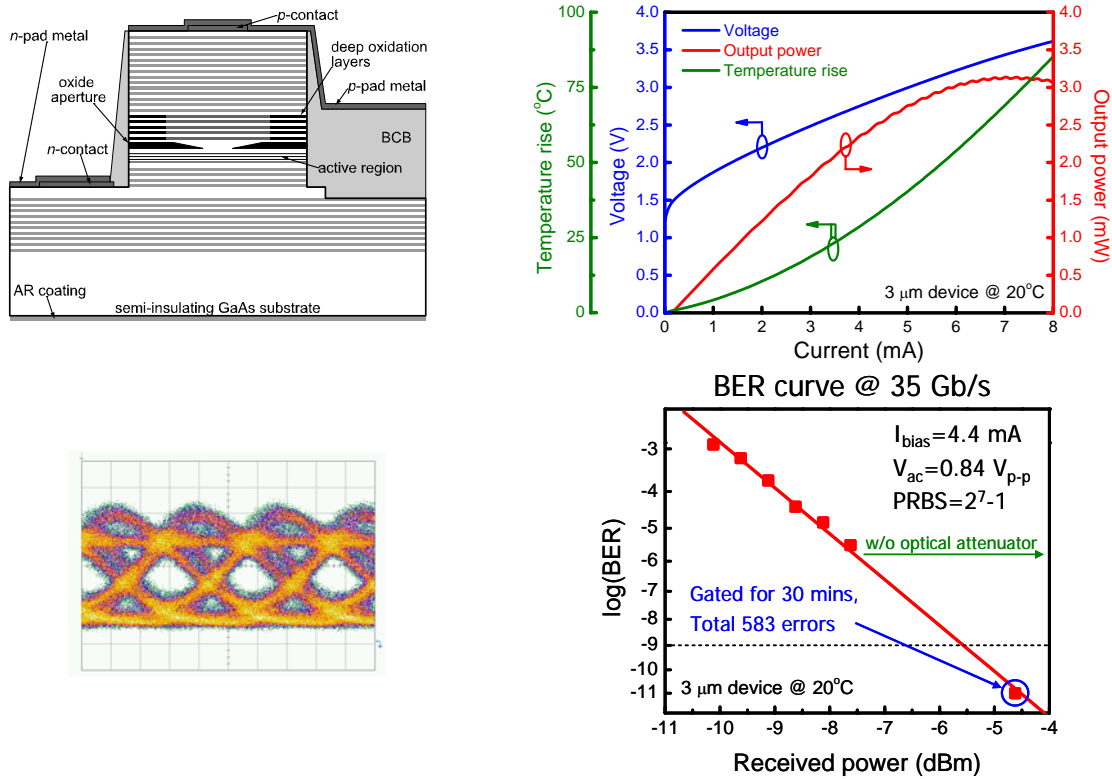 p-contact
n-pad metal
deep oxidation
layers
oxide
aperture
p-pad metal
BCB
n-contact
active region
AR coating
semi-insulating GaAs substrate
100
75
50
25
0
Temperature rise (°C)
4.0
3.5
3.0
2.5
2.0
1.5
1.0
0.5
0.0
Voltage (V)
Voltage
Output power
Temperature rise
3 μm device @ 20°C
4.0
3.5
3.0
2.5
2.0
1.5
1.0
0.5
0.0
Output power (mW)
0 1 2 3 4 5 6 7 8
Current (mA)
BER curve @ 35 Gb/s
Ibias=4.4 mA
Vac=0.84 Vp-p
PRBS=2⁷-1
w/o optical attenuator
Gated for 30 mins,
Total 583 errors
3 μm device @ 20°C
-3
-4
-5
-6
-7
-8
-9
-10
-11
log(BER)
-11 -10 -9 -8 -7 -6 -5 -4
Received power (dBm)